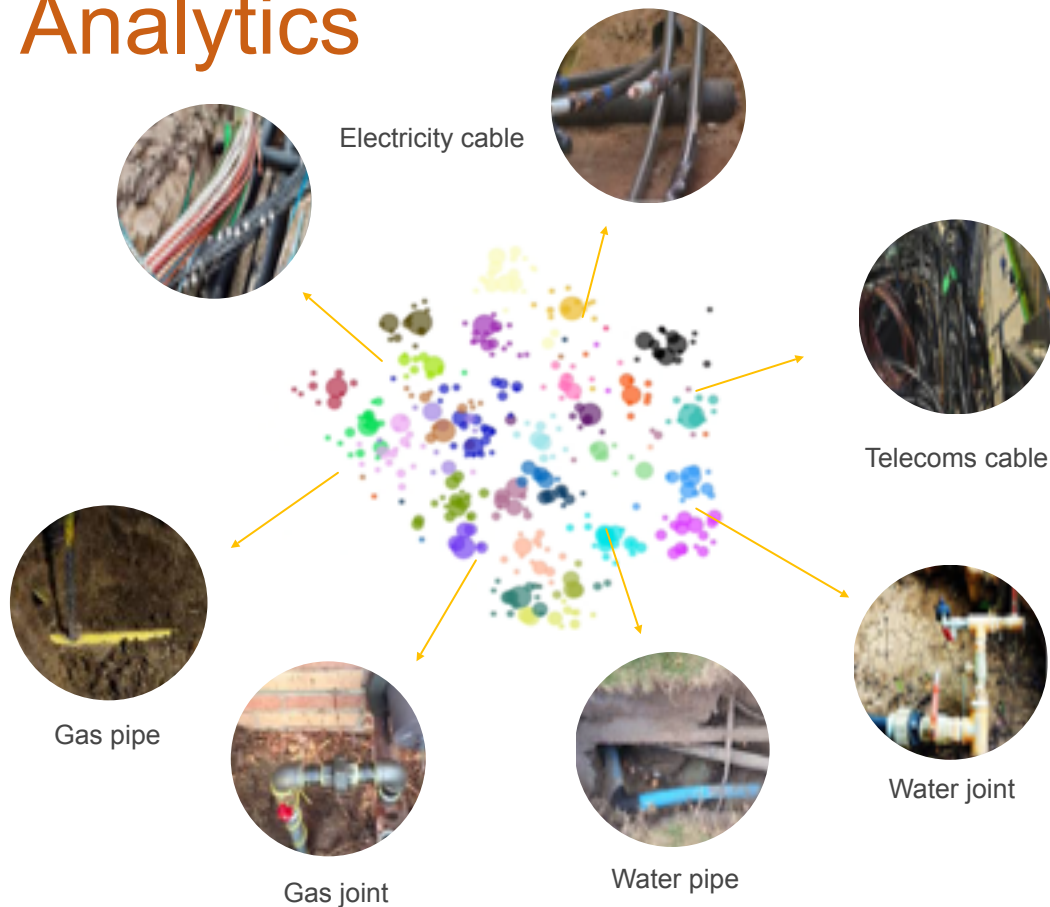 Analytics
Electricity cable
Telecoms cable
Gas pipe
Water joint
Water pipe
Gas joint